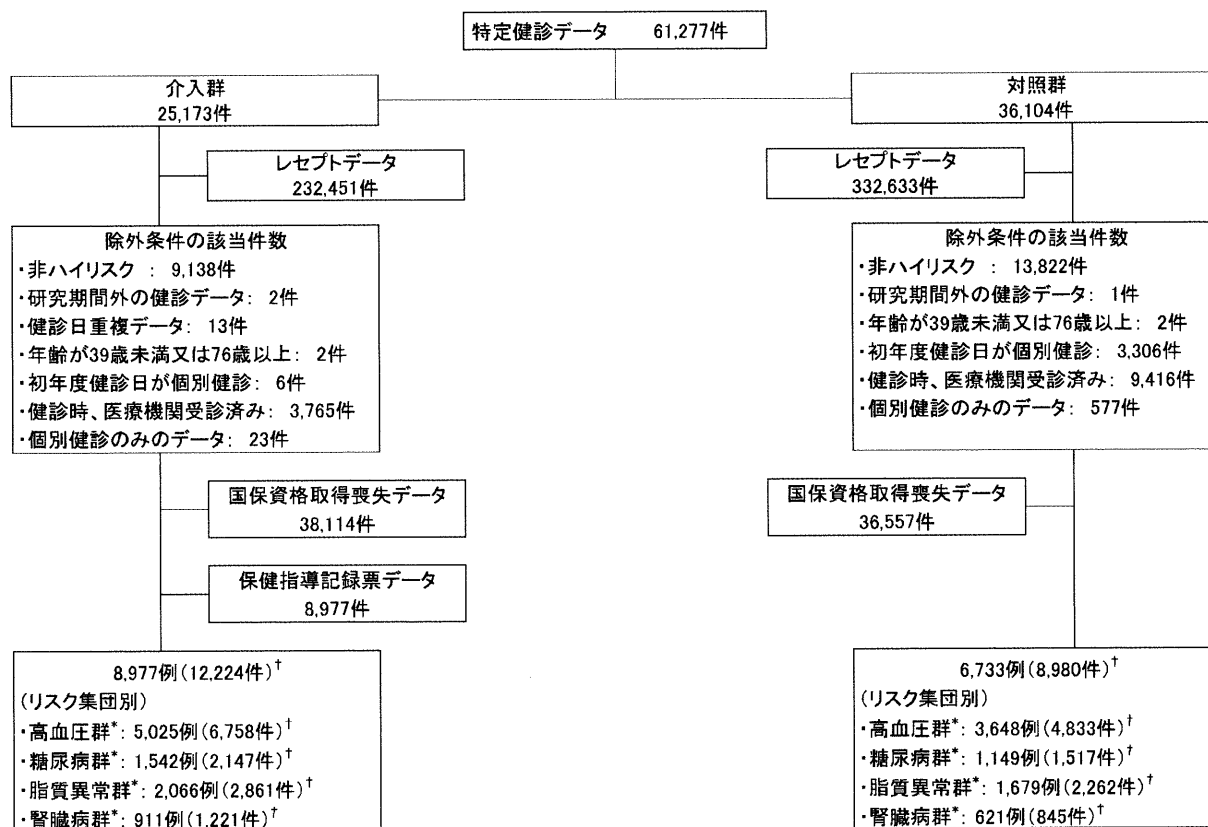 特定健診データ 61,277件
介入群
25,173件
対照群
36,104件
レセプトデータ
232,451件
レセプトデータ
332,633件
除外条件の該当件数
・非ハイリスク : 9,138件
・研究期間外の健診データ: 2件
・健診日重複データ: 13件
・年齢が39歳未満又は76歳以上: 2件
・初年度健診日が個別健診: 6件
・健診時、医療機関受診済み: 3,765件
・個別健診のみのデータ: 23件
除外条件の該当件数
・非ハイリスク : 13,822件
・研究期間外の健診データ: 1件
・年齢が39歳未満又は76歳以上: 2件
・初年度健診日が個別健診: 3,306件
・健診時、医療機関受診済み: 9,416件
・個別健診のみのデータ: 577件
国保資格取得喪失データ
38,114件
国保資格取得喪失データ
36,557件
保健指導記録票データ
8,977件
8,977例(12,224件)†
(リスク集団別)
・高血圧群*: 5,025例(6,758件)†
・糖尿病群*: 1,542例(2,147件)†
・脂質異常群*: 2,066例(2,861件)†
・腎臓病群*: 911例(1,221件)†
6,733例(8,980件)†
(リスク集団別)
・高血圧群*: 3,648例(4,833件)†
・糖尿病群*: 1,149例(1,517件)†
・脂質異常群*: 1,679例(2,262件)†
・腎臓病群*: 621例(845件)†